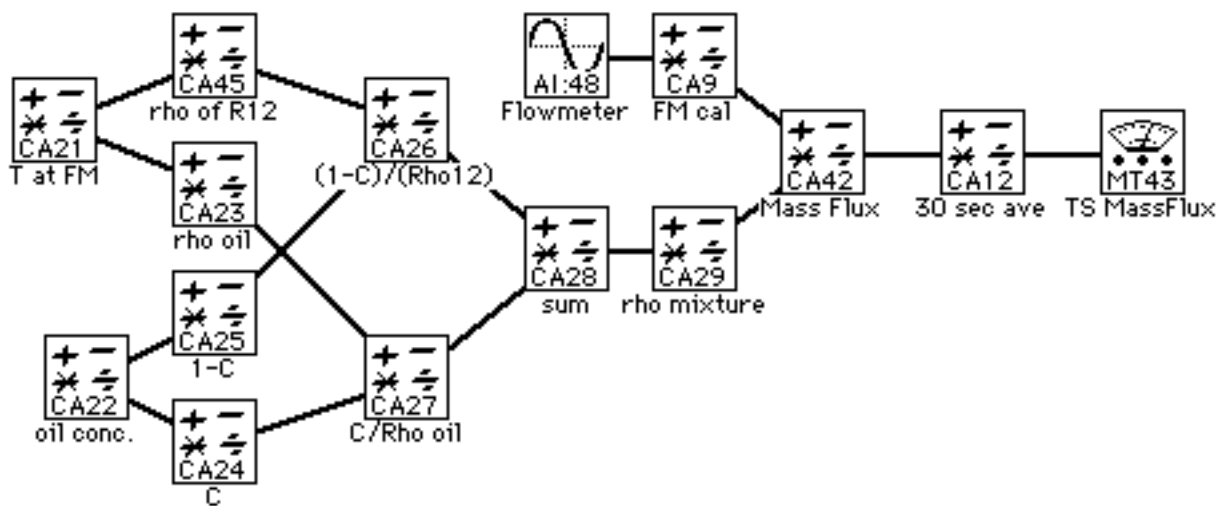 CA45
rho of R12
AI:48
Flowmeter
CA9
FM cal
CA21
T at FM
CA26
(1-C)/(Rho12)
CA23
rho oil
CA42
Mass Flux
CA12
30 sec ave
MT43
TS MassFlux
CA28
sum
CA29
rho mixture
CA25
1-C
CA22
oil conc.
CA27
C/Rho oil
CA24
C